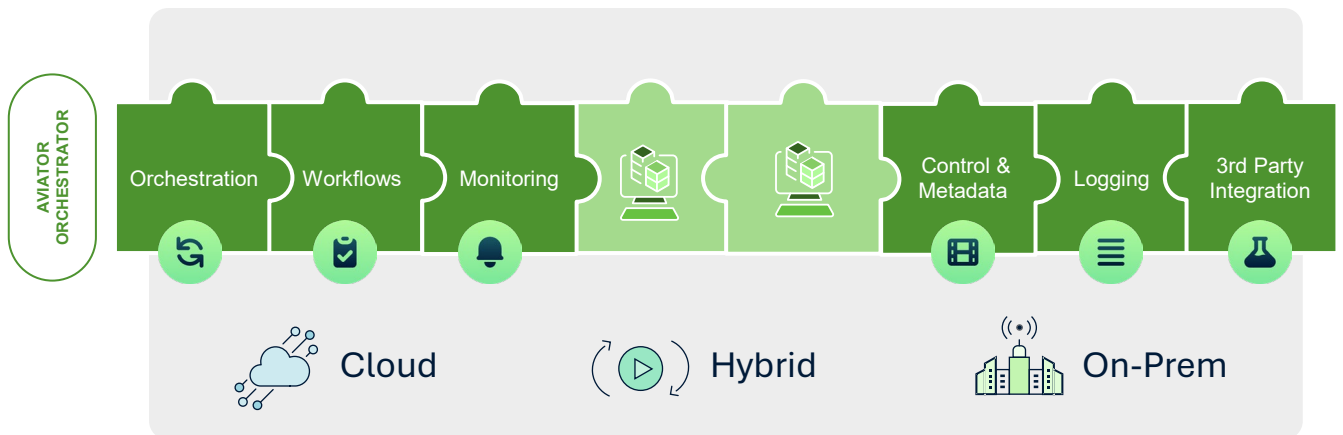 AVIATOR
ORCHESTRATOR
Orchestration
Workflows
Monitoring
Control &
Metadata
Logging
3rd Party
Integration
Cloud
Hybrid
On-Prem